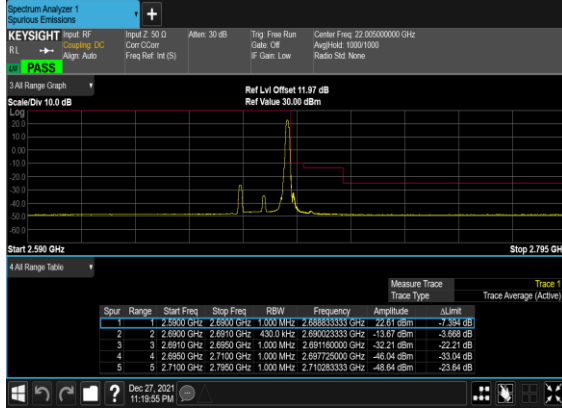 Spectrum Analyzer 1
Spurious Emissions
KEYSIGHT Input: RF Input Z: 50 Ω Atten: 30 dB Trig: Free Run Center Freq: 22.005000000 GHz
RL Coupling: DC Corr CCorr Gate: Off Avg|Hold: 1000/1000
Align: Auto Freq Ref: Int (S) IF Gain: Low Radio Std: None
PASS
3 All Range Graph
Ref Lvl Offset 11.97 dB
Scale/Div 10.0 dB Ref Value 30.00 dBm
Log
20.0
10.0
0.00
-10.0
-20.0
-30.0
-40.0
-50.0
-60.0
Start 2.590 GHz Stop 2.795 GH
4 All Range Table
Measure Trace Trace 1
Trace Type Trace Average (Active)
Spur Range Start Freq Stop Freq RBW Frequency Amplitude ΔLimit
1 1 2.5900 GHz 2.6900 GHz 1.000 MHz 2.688833333 GHz 22.61 dBm -7.394 dB
2 2 2.6900 GHz 2.6910 GHz 430.0 kHz 2.690023333 GHz -13.67 dBm -3.668 dB
3 3 2.6910 GHz 2.6950 GHz 1.000 MHz 2.691160000 GHz -32.21 dBm -22.21 dB
4 4 2.6950 GHz 2.7100 GHz 1.000 MHz 2.697725000 GHz -46.04 dBm -33.04 dB
5 5 2.7100 GHz 2.7950 GHz 1.000 MHz 2.710283333 GHz -48.64 dBm -23.64 dB
Dec 27, 2021
11:19:55 PM